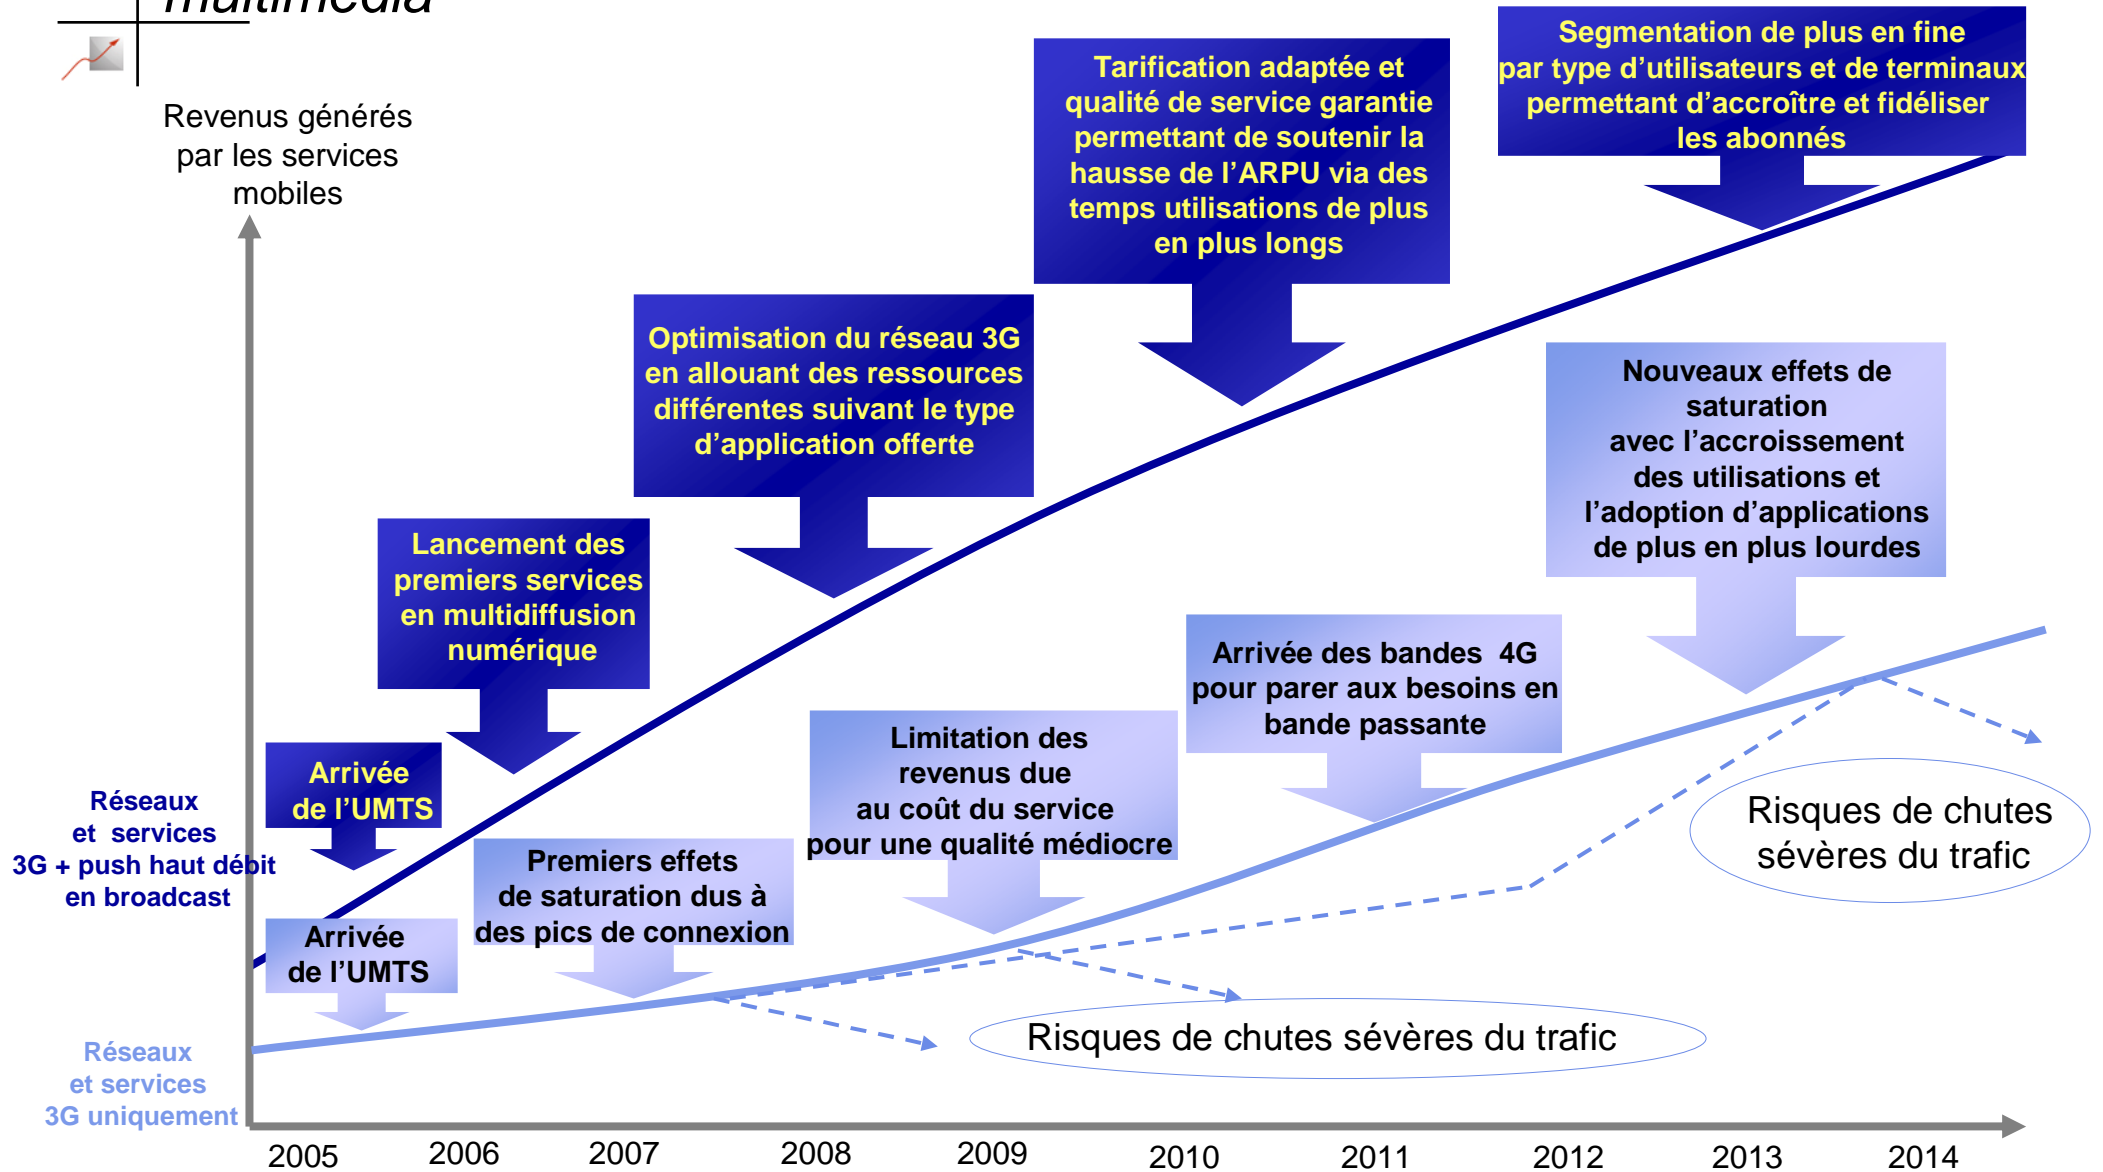 multimédia
Revenus générés
par les services
mobiles
Segmentation de plus en fine
par type d’utilisateurs et de terminaux
permettant d’accroître et fidéliser
les abonnés
Tarification adaptée et
qualité de service garantie
permettant de soutenir la
hausse de l’ARPU via des
temps utilisations de plus
en plus longs
Optimisation du réseau 3G
en allouant des ressources
différentes suivant le type
d’application offerte
Lancement des
premiers services
en multidiffusion
numérique
Arrivée
de l’UMTS
Réseaux
et services
3G + push haut débit
en broadcast
Nouveaux effets de
saturation
avec l’accroissement
des utilisations et
l’adoption d’applications
de plus en plus lourdes
Arrivée des bandes 4G
pour parer aux besoins en
bande passante
Limitation des
revenus due
au coût du service
pour une qualité médiocre
Premiers effets
de saturation dus à
des pics de connexion
Arrivée
de l’UMTS
Risques de chutes
sévères du trafic
Risques de chutes sévères du trafic
Réseaux
et services
3G uniquement
2005 2006 2007 2008 2009 2010 2011 2012 2013 2014